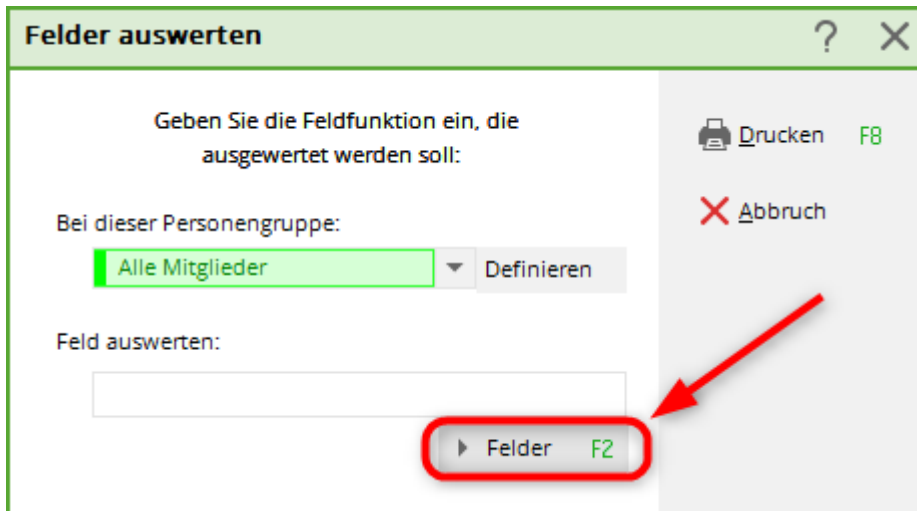 Felder auswerten ?
Geben Sie die Feldfunktion ein, die
ausgewertet werden soll:
Drucken F8
Abbruch
Bei dieser Personengruppe:
Alle Mitglieder Definieren
Feld auswerten:
Felder F2